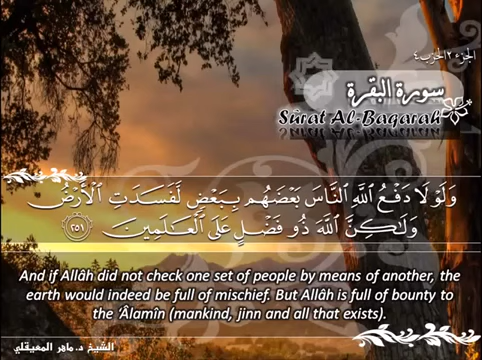 الجزء ٢ الحزب ٤
سورة البقرة
Sûrat Al-Baqarah
وَلَوْلَا دَفْعُ ٱللَّهِ ٱلنَّاسَ بَعْضَهُم بِبَعْضٍ لَّفَسَدَتِ ٱلْأَرْضُ
وَلَٰكِنَّ ٱللَّهَ ذُو فَضْلٍ عَلَى ٱلْعَٰلَمِينَ ٢٥١
And if Allâh did not check one set of people by means of another, the
earth would indeed be full of mischief. But Allâh is full of bounty to
the 'Âlamîn (mankind, jinn and all that exists).
الشيخ د. ماهر المعيقلي